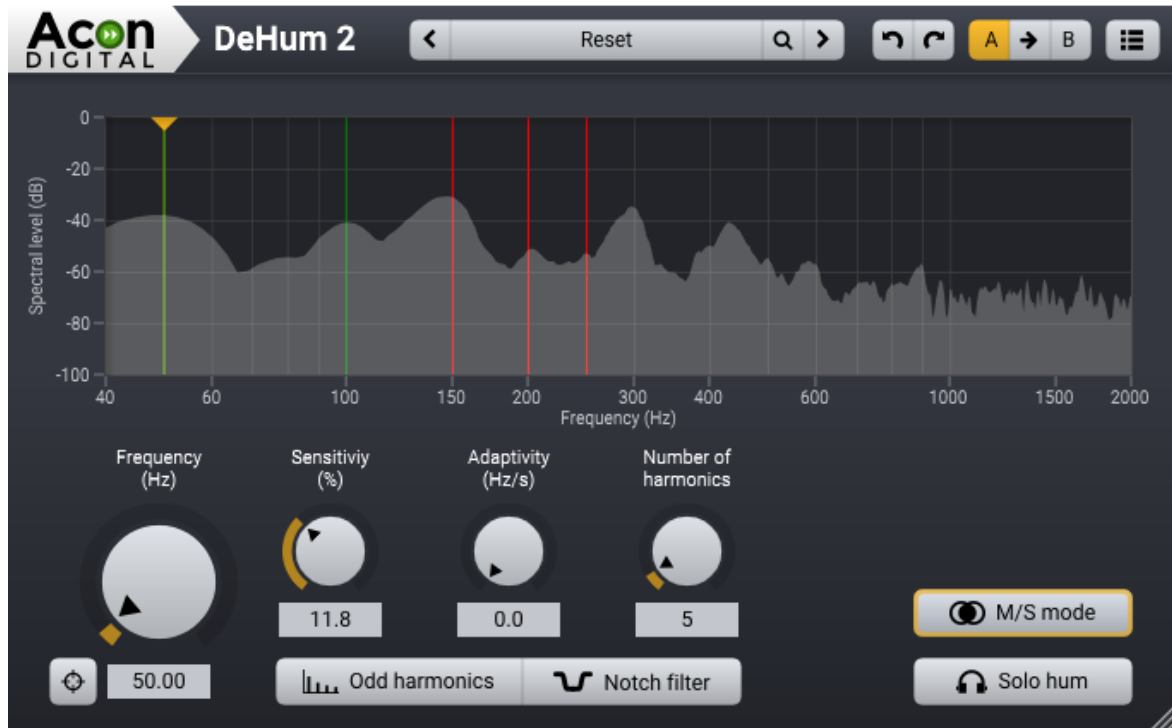 Acon
DIGITAL
DeHum 2
Reset
A
B
0
-20
-40
-60
-80
-100
Spectral level (dB)
40 60 100 150 200 300 400 600 1000 1500 2000
Frequency (Hz)
Frequency
(Hz)
Sensitiviy
(%)
Adaptivity
(Hz/s)
Number of
harmonics
11.8
0.0
5
M/S mode
50.00
Odd harmonics
Notch filter
Solo hum